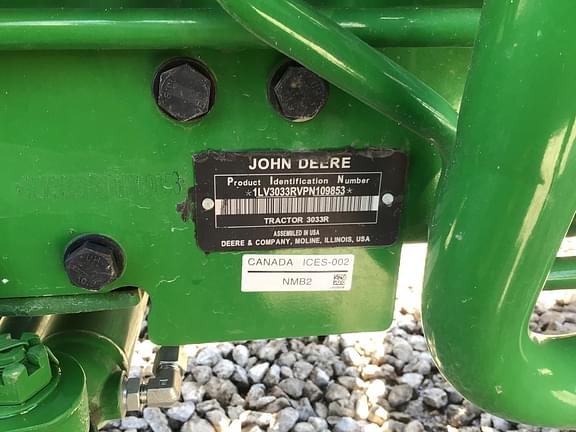 JOHN DEERE
Product Identification Number
*1LV3033RVPN109853*
TRACTOR 3033R
ASSEMBLED IN USA
DEERE & COMPANY, MOLINE, ILLINOIS, USA
CANADA ICES-002
NMB2